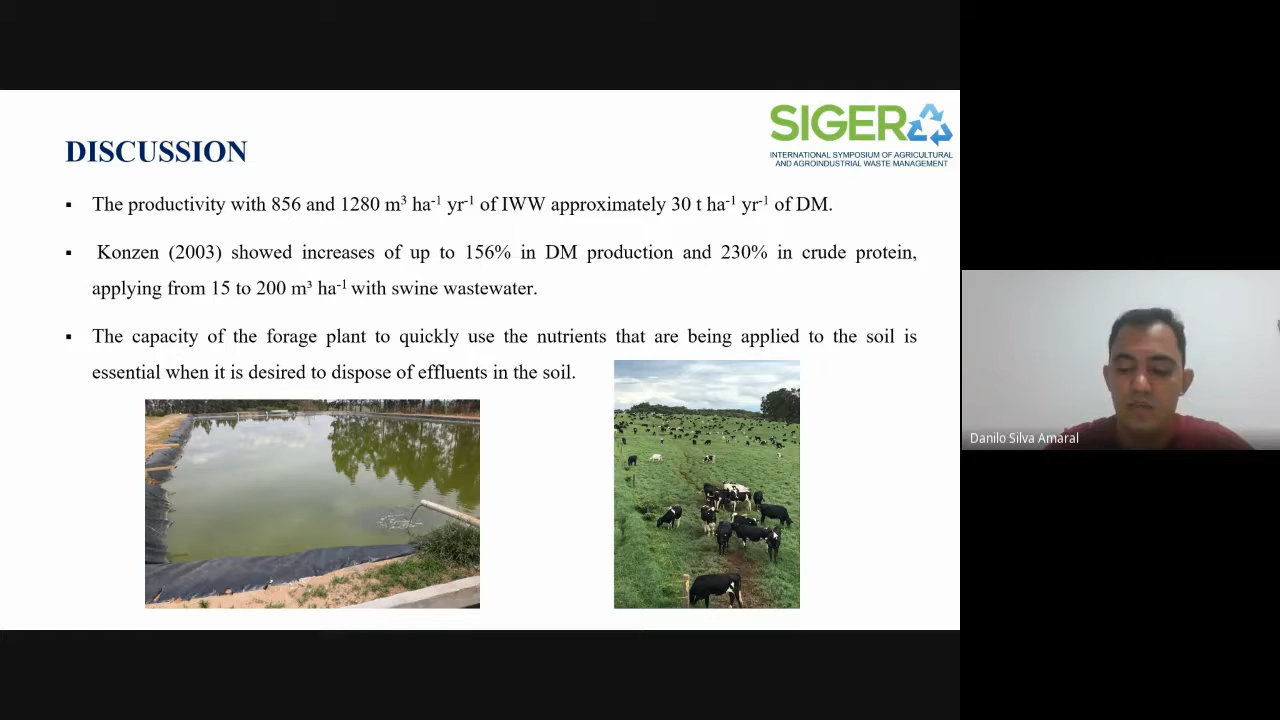 SIGERA
INTERNATIONAL SYMPOSIUM OF AGRICULTURAL
AND AGROINDUSTRIAL WASTE MANAGEMENT
DISCUSSION
▪ The productivity with 856 and 1280 m³ ha⁻¹ yr⁻¹ of IWW approximately 30 t ha⁻¹ yr⁻¹ of DM.
▪ Konzen (2003) showed increases of up to 156% in DM production and 230% in crude protein,
applying from 15 to 200 m³ ha⁻¹ with swine wastewater.
▪ The capacity of the forage plant to quickly use the nutrients that are being applied to the soil is
essential when it is desired to dispose of effluents in the soil.
Danilo Silva Amaral